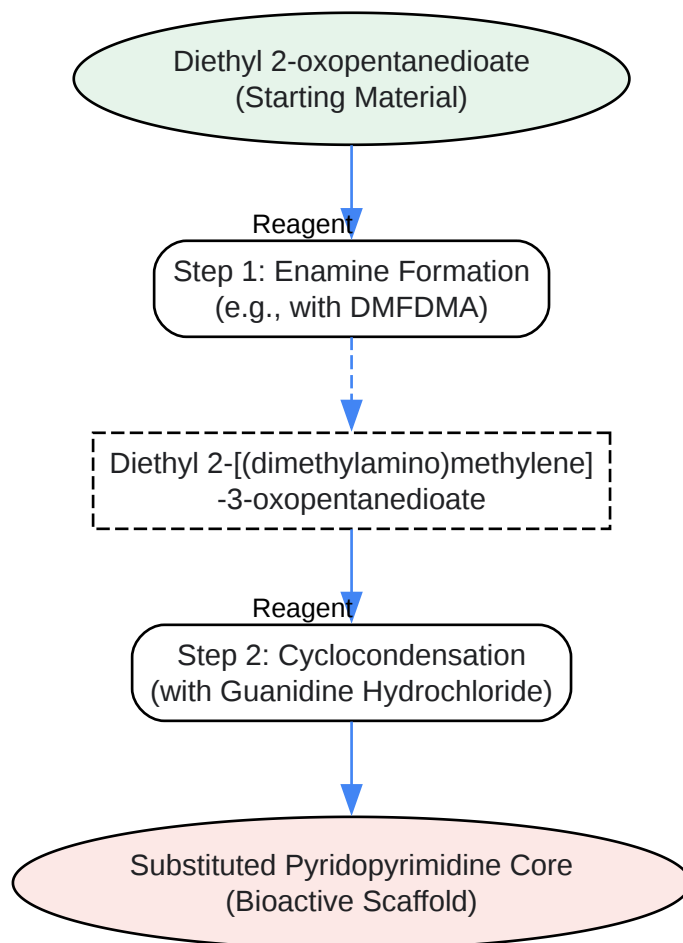 Diethyl 2-oxopentanedioate
(Starting Material)
Reagent
Step 1: Enamine Formation
(e.g., with DMFDMA)
Diethyl 2-[(dimethylamino)methylene]
-3-oxopentanedioate
Reagent
Step 2: Cyclocondensation
(with Guanidine Hydrochloride)
Substituted Pyridopyrimidine Core
(Bioactive Scaffold)